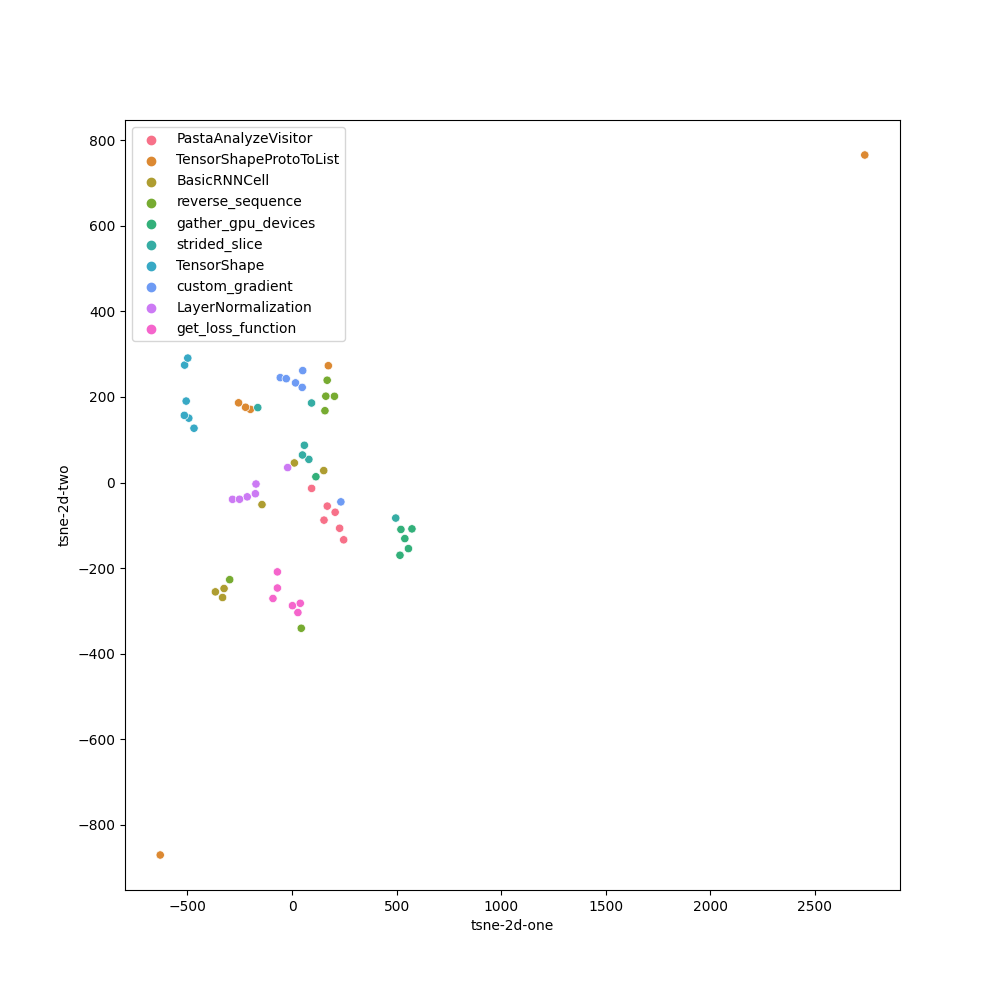 PastaAnalyzeVisitor
TensorShapeProtoToList
BasicRNNCell
reverse_sequence
gather_gpu_devices
strided_slice
TensorShape
custom_gradient
LayerNormalization
get_loss_function
800
600
400
200
0
−200
−400
−600
−800
tsne-2d-two
−500 0 500 1000 1500 2000 2500
tsne-2d-one